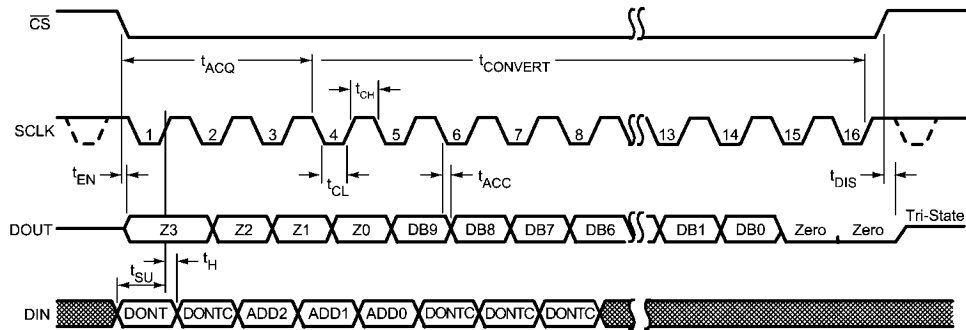 CS
tACQ
tCONVERT
tCH
SCLK
1 2 3 4 5 6 7 8 13 14 15 16
tEN
tCL
tACC
tDIS
Tri-State
DOUT
Z3 Z2 Z1 Z0 DB9 DB8 DB7 DB6 DB1 DB0 Zero Zero
tSU
tH
DIN
DONT DONTC ADD2 ADD1 ADD0 DONTC DONTC DONTC